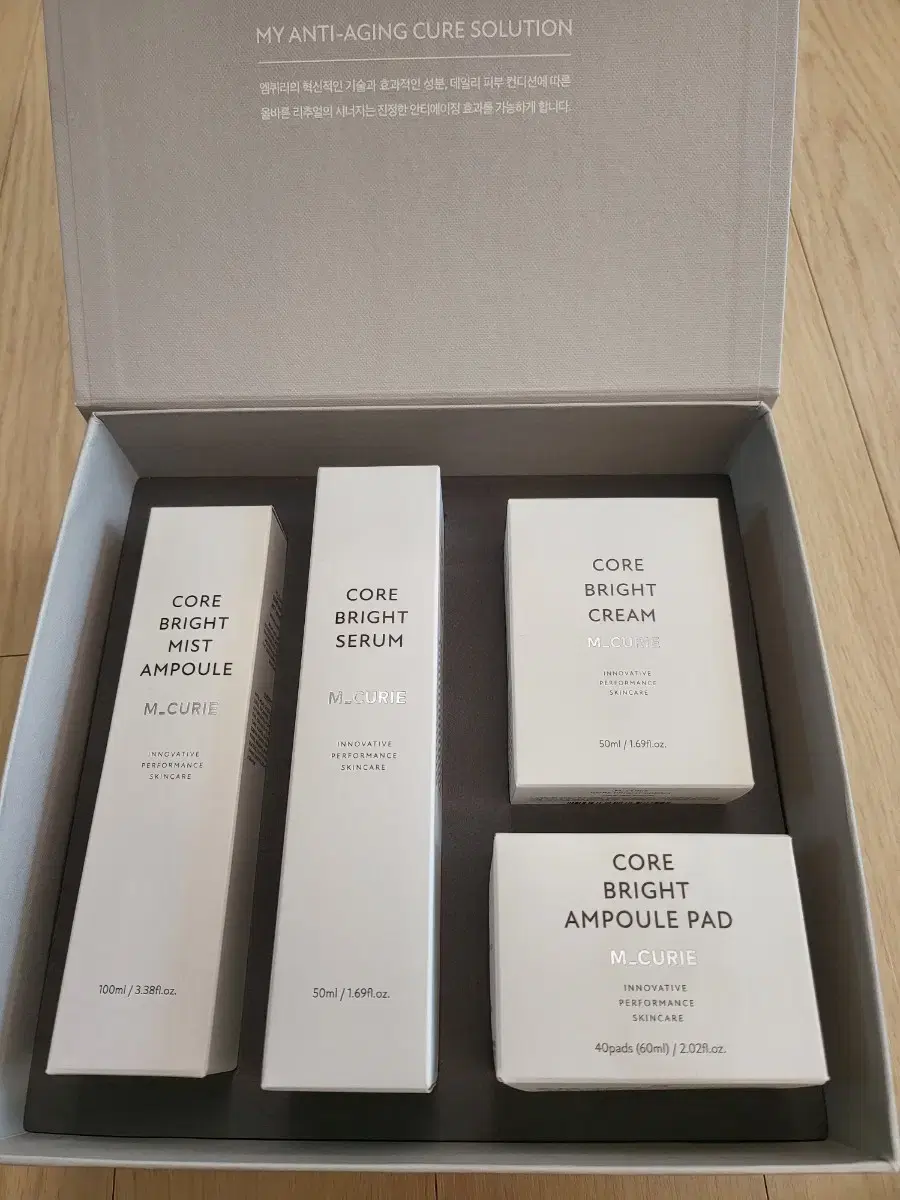 MY ANTI-AGING CURE SOLUTION
엠퀴리의 혁신적인 기술과 효과적인 성분, 데일리 피부 컨디션에 따른
올바른 리추얼의 시너지는 진정한 안티에이징 효과를 가능하게 합니다.
CORE
BRIGHT
MIST
AMPOULE
M_CURIE
INNOVATIVE
PERFORMANCE
SKINCARE
100ml / 3.38fl.oz.
CORE
BRIGHT
SERUM
M_CURIE
INNOVATIVE
PERFORMANCE
SKINCARE
50ml / 1.69fl.oz.
CORE
BRIGHT
CREAM
M_CURIE
INNOVATIVE
PERFORMANCE
SKINCARE
50ml / 1.69fl.oz.
CORE
BRIGHT
AMPOULE PAD
M_CURIE
INNOVATIVE
PERFORMANCE
SKINCARE
40pads (60ml) / 2.02fl.oz.